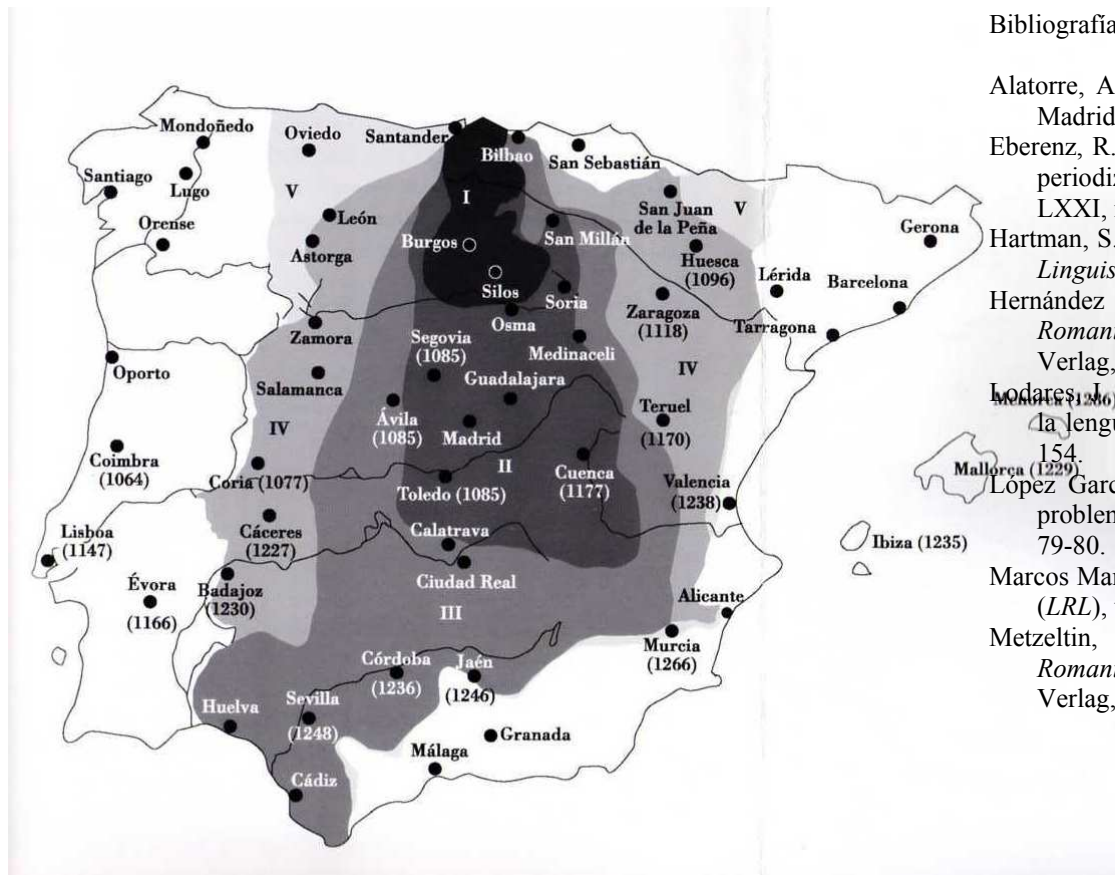 Mondoñedo
Oviedo
Santander
Bilbao
San Sebastián
Santiago
Lugo
V
I
León
San Juan
de la Peña
V
Orense
Astorga
Burgos
San Millán
Huesca
(1096)
Gerona
Silos
Soria
Lérida
Barcelona
Zamora
Osma
Zaragoza
(1118)
Tarragona
Segovia
(1085)
Medinaceli
Oporto
Salamanca
Guadalajara
IV
IV
Ávila
(1085)
Madrid
Teruel
(1170)
Menorca (1286)
Coimbra
(1064)
Coria (1077)
II
Cuenca
(1177)
Mallorca (1229)
Toledo (1085)
Valencia
(1238)
Lisboa
(1147)
Cáceres
(1227)
Calatrava
Ibiza (1235)
Évora
(1166)
Badajoz
(1230)
Ciudad Real
Alicante
III
Murcia
(1266)
Córdoba
(1236)
Jaén
(1246)
Huelva
Sevilla
(1248)
Granada
Málaga
Cádiz
Bibliografía
Alatorre, A
Madrid
Eberenz, R.
periodiz
LXXI,
Hartman, S.
Linguis
Hernández
Romani
Verlag,
Lodares, J.
la lengu
154.
López Garc
problem
79-80.
Marcos Mar
(LRL),
Metzeltin,
Romani
Verlag,